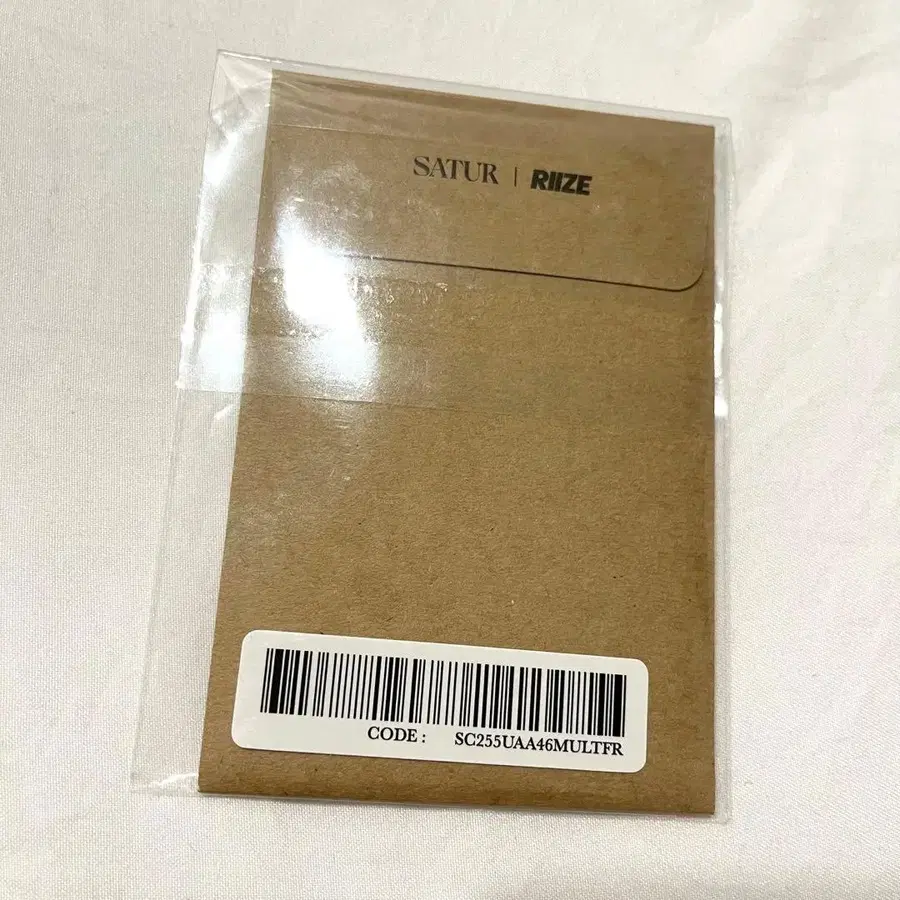 SATUR | RIIZE
CODE : SC255UAA46MULTFR